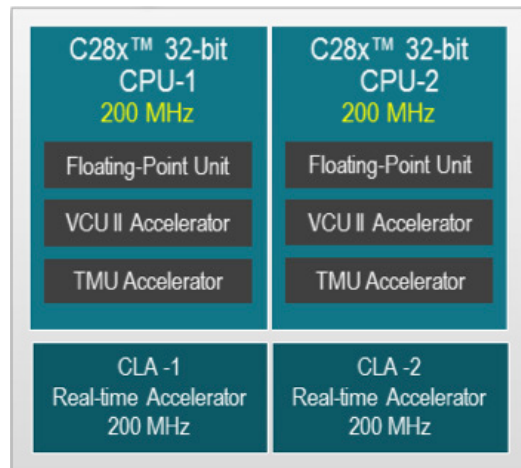 C28x™ 32-bit
CPU-1
200 MHz
Floating-Point Unit
VCU II Accelerator
TMU Accelerator
C28x™ 32-bit
CPU-2
200 MHz
Floating-Point Unit
VCU II Accelerator
TMU Accelerator
CLA -1
Real-time Accelerator
200 MHz
CLA -2
Real-time Accelerator
200 MHz